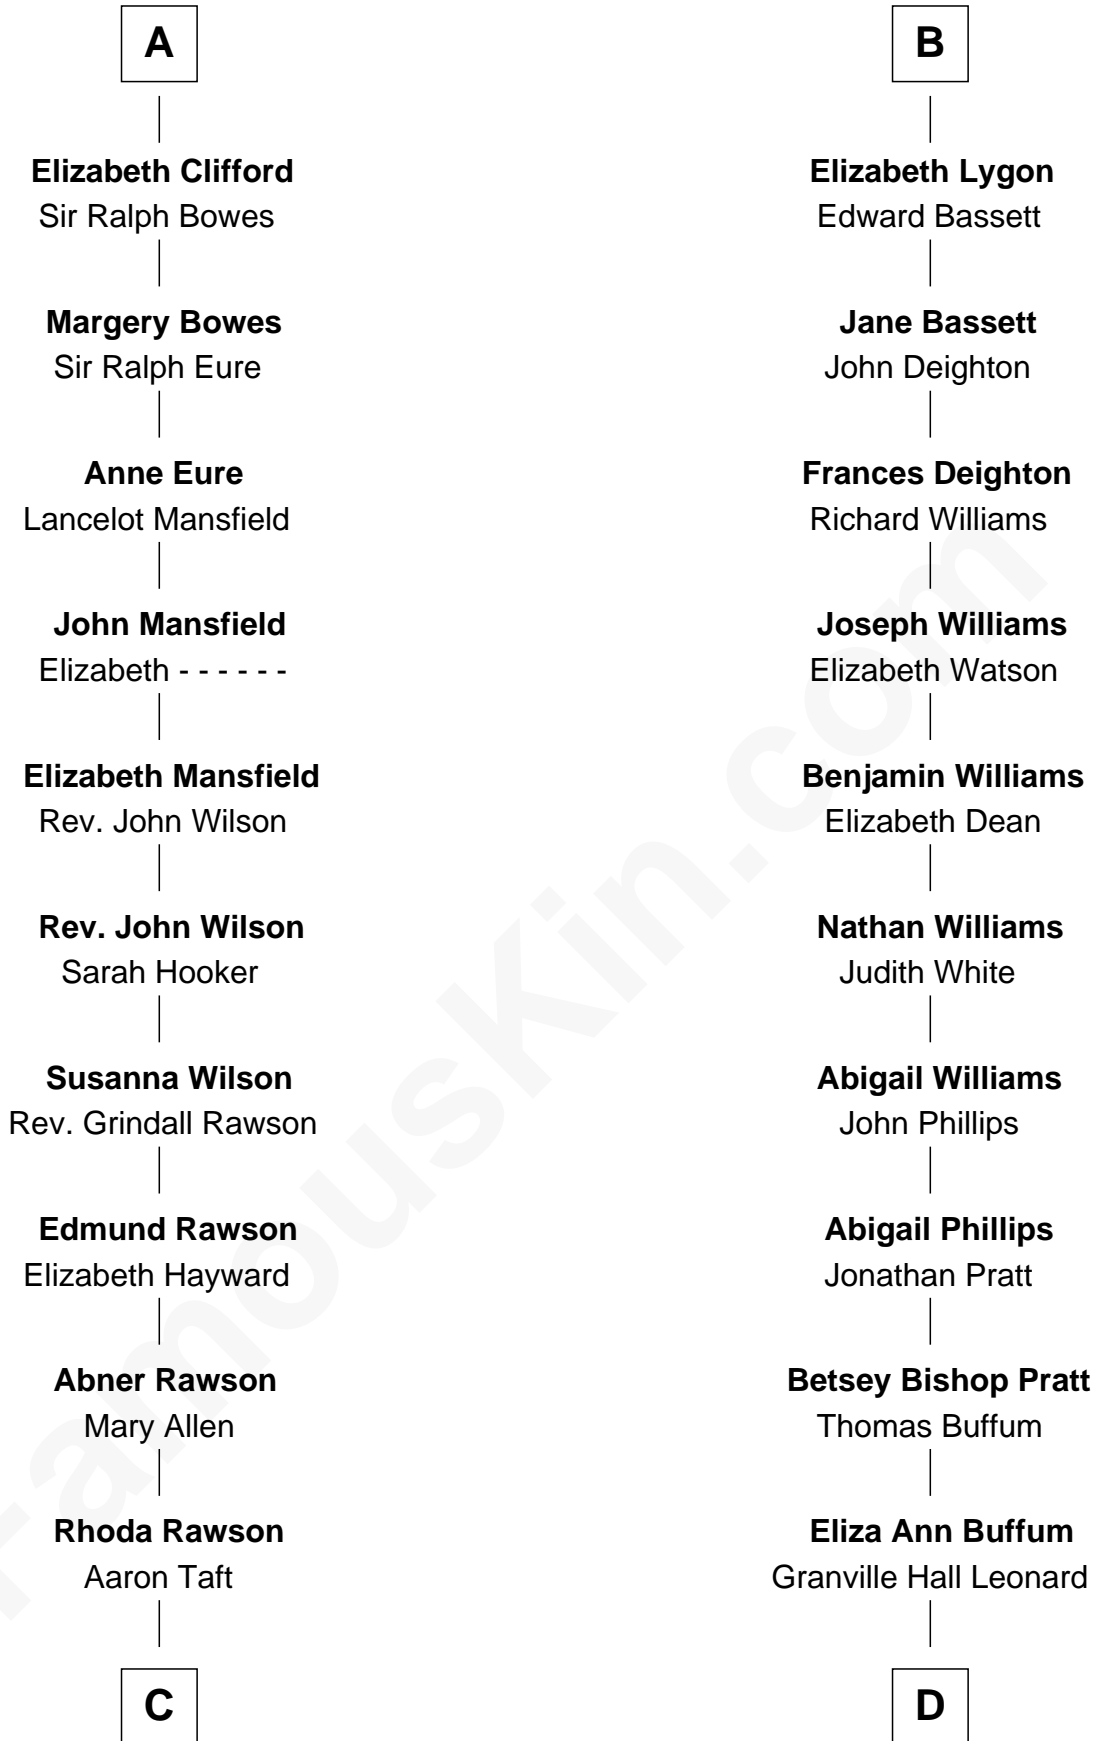 A
Elizabeth Clifford
Sir Ralph Bowes
Margery Bowes
Sir Ralph Eure
Anne Eure
Lancelot Mansfield
John Mansfield
Elizabeth - - - - - -
Elizabeth Mansfield
Rev. John Wilson
Rev. John Wilson
Sarah Hooker
Susanna Wilson
Rev. Grindall Rawson
Edmund Rawson
Elizabeth Hayward
Abner Rawson
Mary Allen
Rhoda Rawson
Aaron Taft
C
B
Elizabeth Lygon
Edward Bassett
Jane Bassett
John Deighton
Frances Deighton
Richard Williams
Joseph Williams
Elizabeth Watson
Benjamin Williams
Elizabeth Dean
Nathan Williams
Judith White
Abigail Williams
John Phillips
Abigail Phillips
Jonathan Pratt
Betsey Bishop Pratt
Thomas Buffum
Eliza Ann Buffum
Granville Hall Leonard
D
FamousKin.com